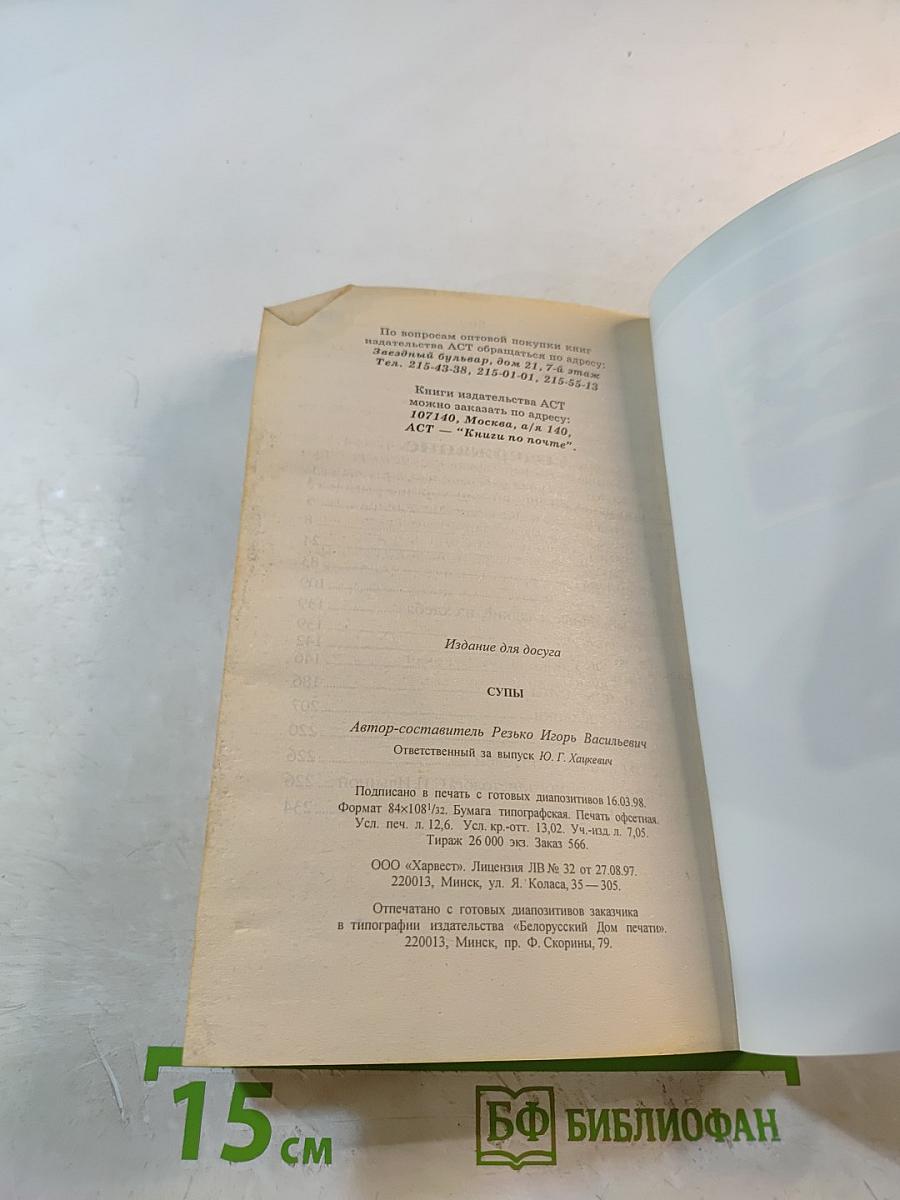 По вопросам оптовой покупки книг
издательства АСТ обращаться по адресу:
Звездный бульвар, дом 21, 7-й этаж
Тел. 215-43-38, 215-01-01, 215-55-13
Книги издательства АСТ
можно заказать по адресу:
107140, Москва, а/я 140,
АСТ — "Книги по почте".
Издание для досуга
СУПЫ
Автор-составитель Резько Игорь Васильевич
Ответственный за выпуск Ю. Г. Хацкевич
Подписано в печать с готовых диапозитивов 16.03.98.
Формат 84×108¹/₃₂. Бумага типографская. Печать офсетная.
Усл. печ. л. 12,6. Усл. кр.-отт. 13,02. Уч.-изд. л. 7,05.
Тираж 26 000 экз. Заказ 566.
ООО «Харвест». Лицензия ЛВ № 32 от 27.08.97.
220013, Минск, ул. Я. Коласа, 35 — 305.
Отпечатано с готовых диапозитивов заказчика
в типографии издательства «Белорусский Дом печати».
220013, Минск, пр. Ф. Скорины, 79.
15 см
БФ БИБЛИОФАН